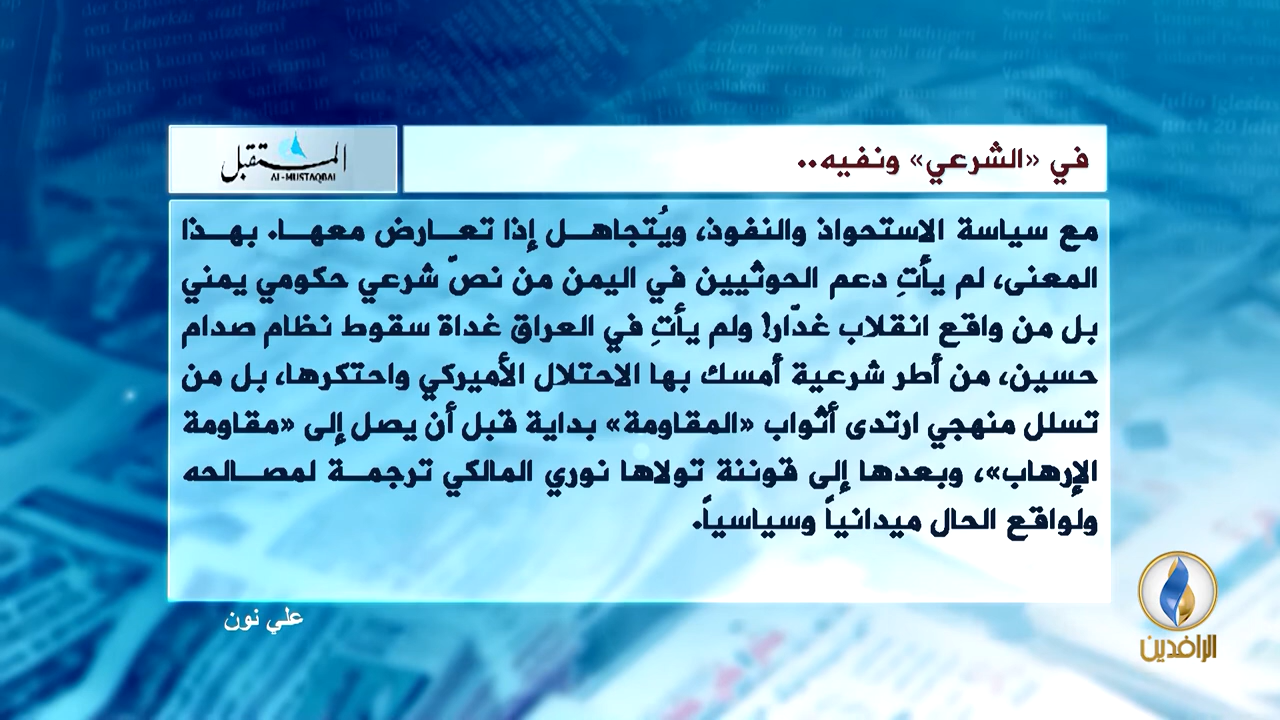 في «الشرعي» ونفيه..
المستقبل
AL-MUSTAQBAL
مع سياسة الاستحواذ والنفوذ، ويُتجاهل إذا تعارض معها. بهذا
المعنى، لم يأتِ دعم الحوثيين في اليمن من نصّ شرعي حكومي يمني
بل من واقع انقلاب غدّار! ولم يأتِ في العراق غداة سقوط نظام صدام
حسين، من أطر شرعية أمسك بها الاحتلال الأميركي واحتكرها، بل من
تسلل منهجي ارتدى أثواب «المقاومة» بداية قبل أن يصل إلى «مقاومة
الإرهاب»، وبعدها إلى قوننة تولاها نوري المالكي ترجمة لمصالحه
ولواقع الحال ميدانياً وسياسياً.
علي نون
الرافدين